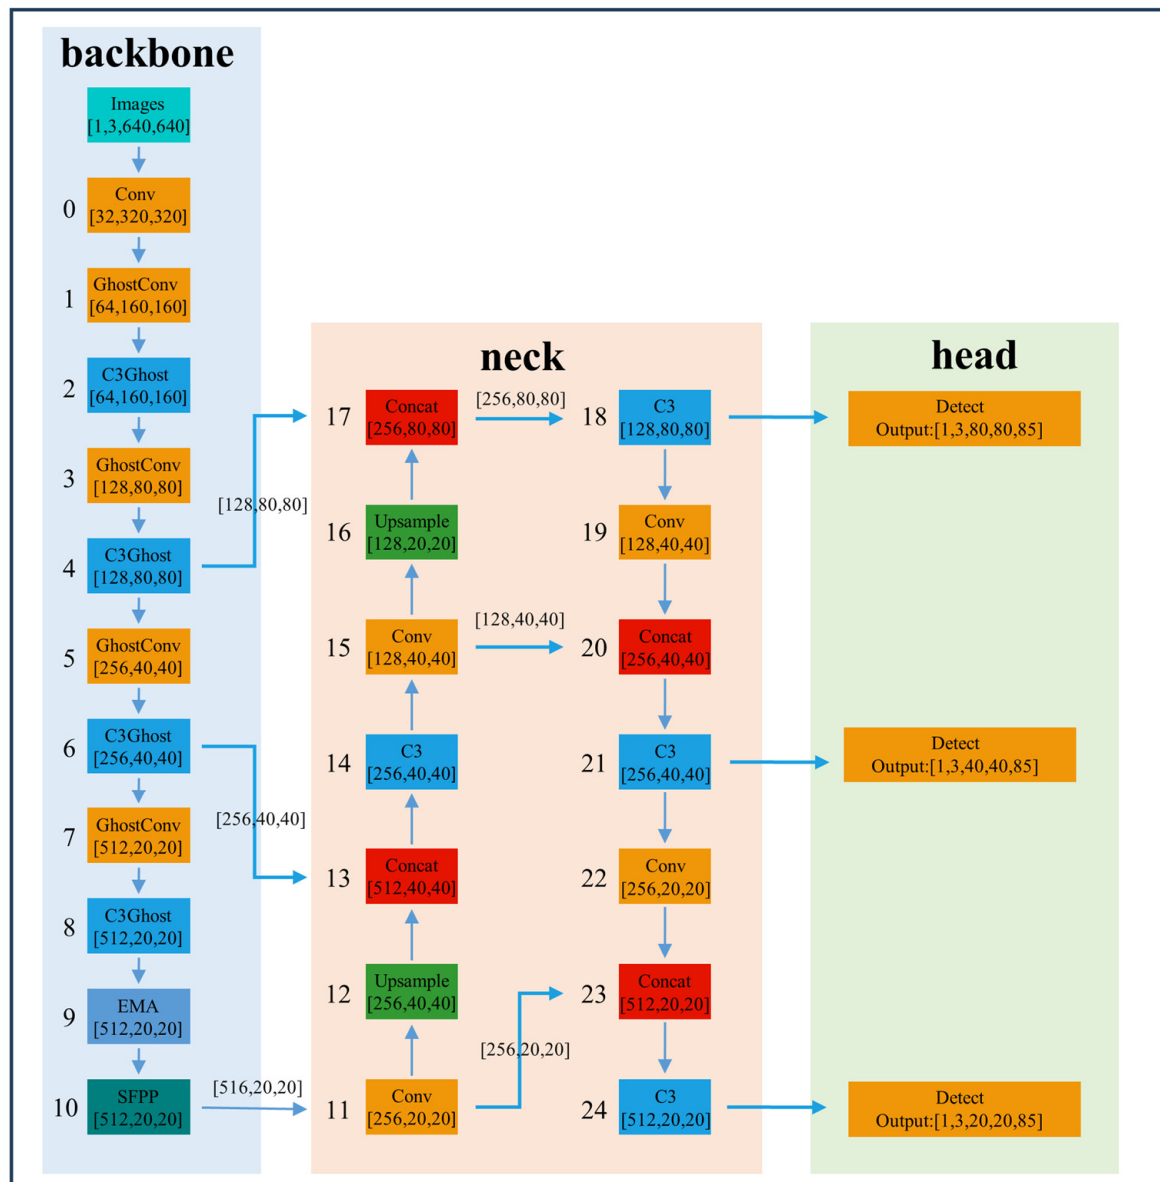 backbone
Images
[1,3,640,640]
0
Conv
[32,320,320]
1
GhostConv
[64,160,160]
2
C3Ghost
[64,160,160]
3
GhostConv
[128,80,80]
4
C3Ghost
[128,80,80]
5
GhostConv
[256,40,40]
6
C3Ghost
[256,40,40]
7
GhostConv
[512,20,20]
8
C3Ghost
[512,20,20]
9
EMA
[512,20,20]
10
SFPP
[512,20,20]
[128,80,80]
[256,40,40]
[516,20,20]
neck
17
Concat
[256,80,80]
[256,80,80]
16
Upsample
[128,20,20]
15
Conv
[128,40,40]
[128,40,40]
14
C3
[256,40,40]
13
Concat
[512,40,40]
12
Upsample
[256,40,40]
11
Conv
[256,20,20]
[256,20,20]
18
C3
[128,80,80]
19
Conv
[128,40,40]
20
Concat
[256,40,40]
21
C3
[256,40,40]
22
Conv
[256,20,20]
23
Concat
[512,20,20]
24
C3
[512,20,20]
head
Detect
Output:[1,3,80,80,85]
Detect
Output:[1,3,40,40,85]
Detect
Output:[1,3,20,20,85]